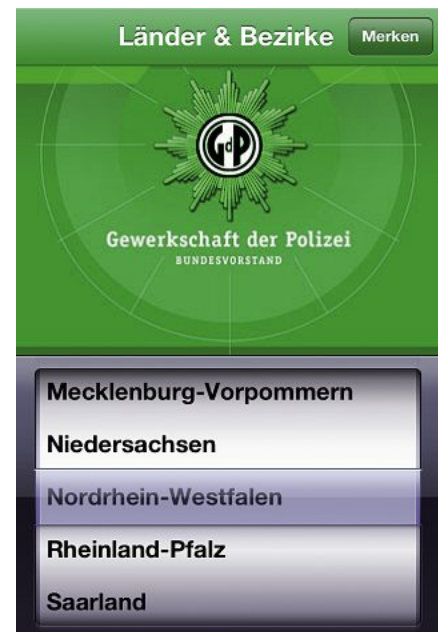 Länder & Bezirke
Merken
GdP
Gewerkschaft der Polizei
BUNDESVORSTAND
Mecklenburg-Vorpommern
Niedersachsen
Nordrhein-Westfalen
Rheinland-Pfalz
Saarland